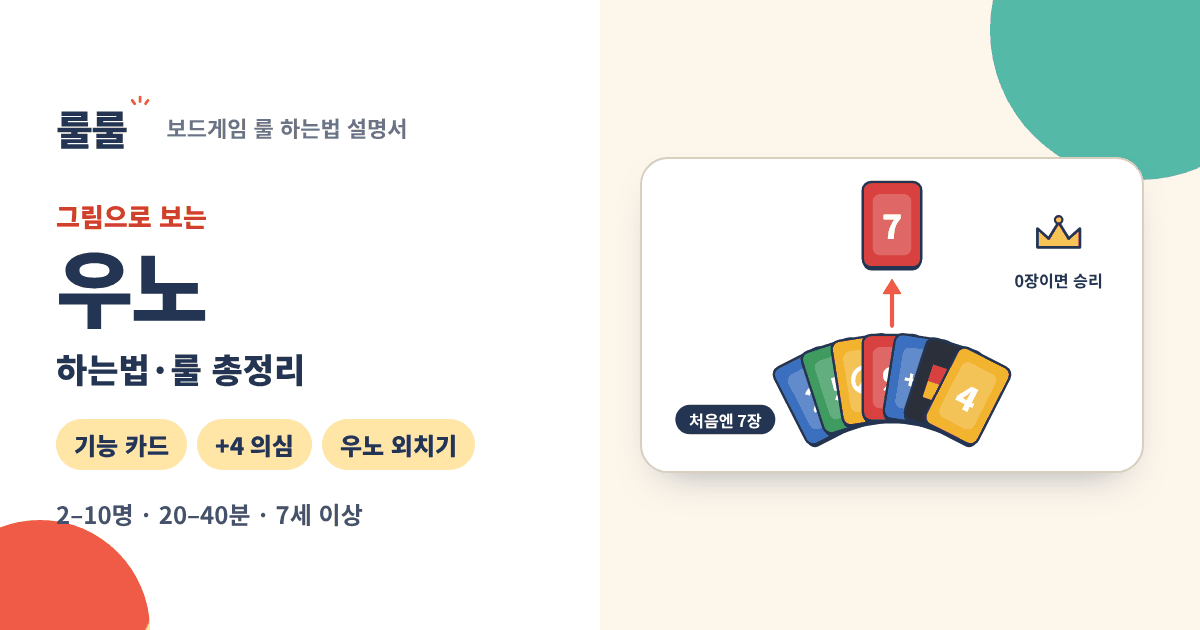 룰룰
보드게임 룰 하는법 설명서
그림으로 보는
우노
하는법·룰 총정리
기능 카드
+4 의심
우노 외치기
2–10명 · 20–40분 · 7세 이상
7
0장이면 승리
처음엔 7장
4